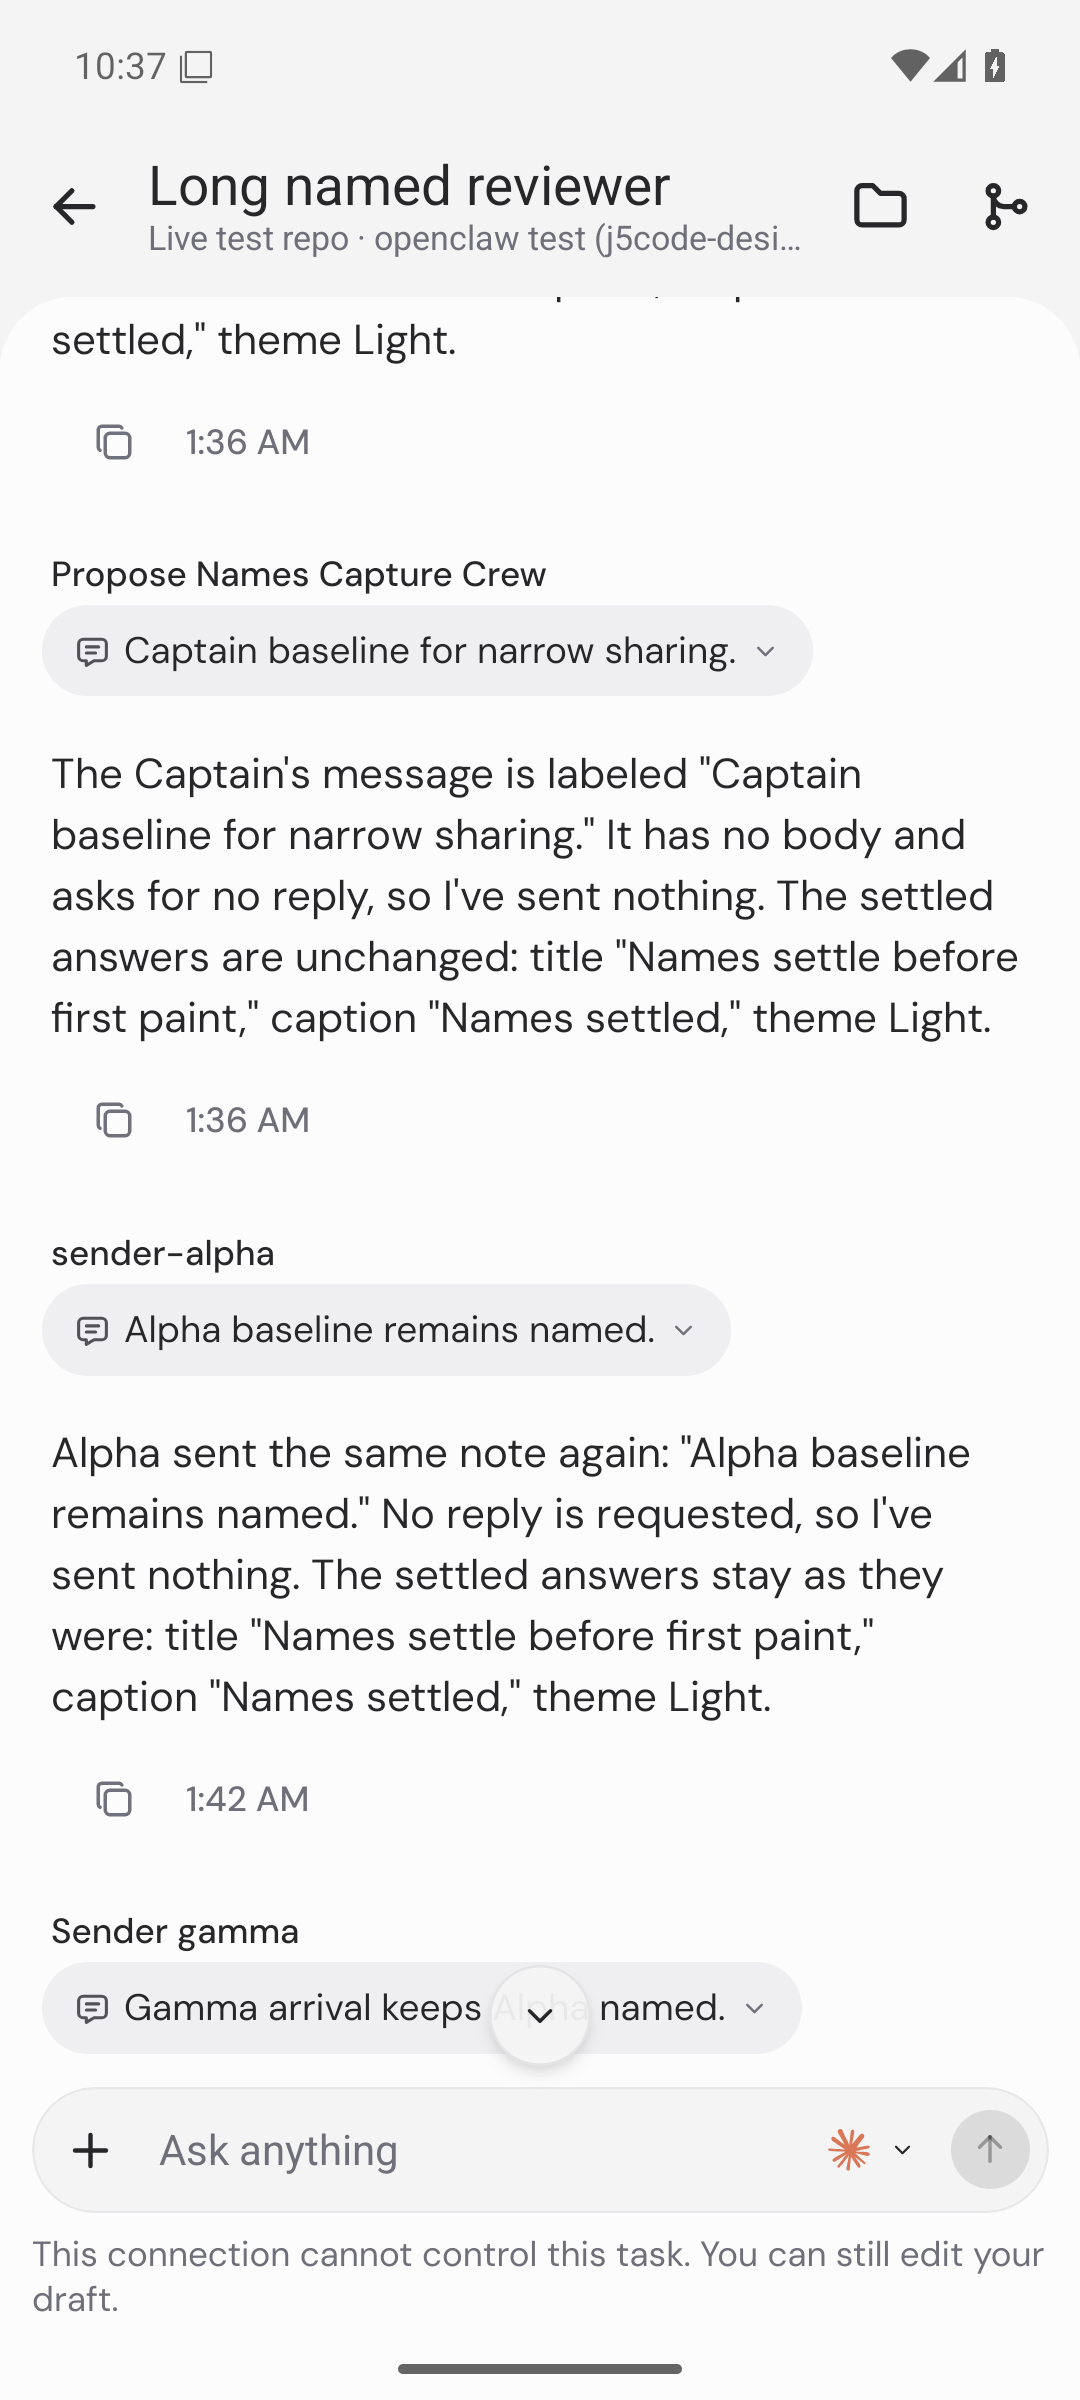 10:37
Long named reviewer
Live test repo · openclaw test (j5code-desi...
settled," theme Light.
1:36 AM
Propose Names Capture Crew
Captain baseline for narrow sharing.
The Captain's message is labeled "Captain
baseline for narrow sharing." It has no body and
asks for no reply, so I've sent nothing. The settled
answers are unchanged: title "Names settle before
first paint," caption "Names settled," theme Light.
1:36 AM
sender-alpha
Alpha baseline remains named.
Alpha sent the same note again: "Alpha baseline
remains named." No reply is requested, so I've
sent nothing. The settled answers stay as they
were: title "Names settle before first paint,"
caption "Names settled," theme Light.
1:42 AM
Sender gamma
Gamma arrival keeps Alpha named.
Ask anything
This connection cannot control this task. You can still edit your
draft.